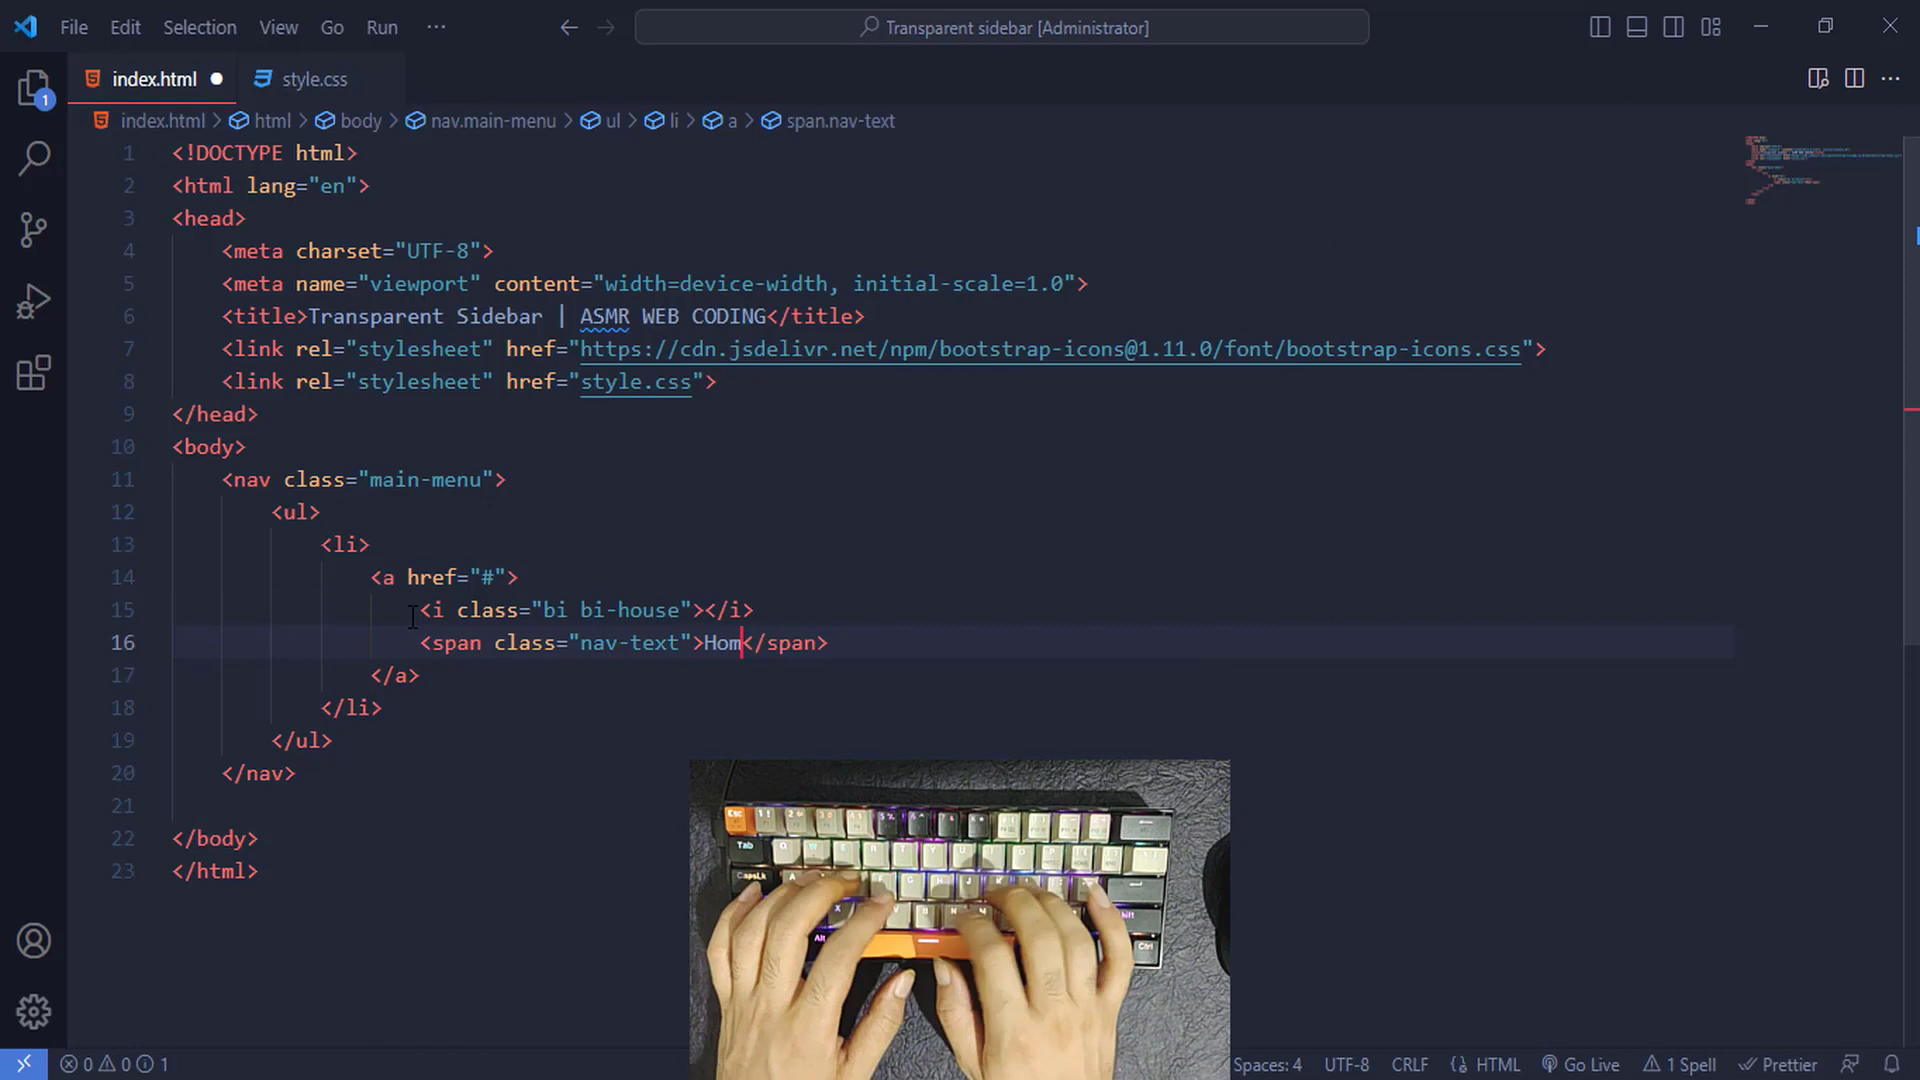 File Edit Selection View Go Run ···
Transparent sidebar [Administrator]
index.html style.css
index.html > html > body > nav.main-menu > ul > li > a > span.nav-text
1 <!DOCTYPE html>
2 <html lang="en">
3 <head>
4 <meta charset="UTF-8">
5 <meta name="viewport" content="width=device-width, initial-scale=1.0">
6 <title>Transparent Sidebar | ASMR WEB CODING</title>
7 <link rel="stylesheet" href="https://cdn.jsdelivr.net/npm/bootstrap-icons@1.11.0/font/bootstrap-icons.css">
8 <link rel="stylesheet" href="style.css">
9 </head>
10 <body>
11 <nav class="main-menu">
12 <ul>
13 <li>
14 <a href="#">
15 <i class="bi bi-house"></i>
16 <span class="nav-text">Hom</span>
17 </a>
18 </li>
19 </ul>
20 </nav>
21
22 </body>
23 </html>
1
Esc
Tab
CapsLk
Alt
Ctrl
0 0 1
Spaces: 4 UTF-8 CRLF {} HTML Go Live 1 Spell Prettier